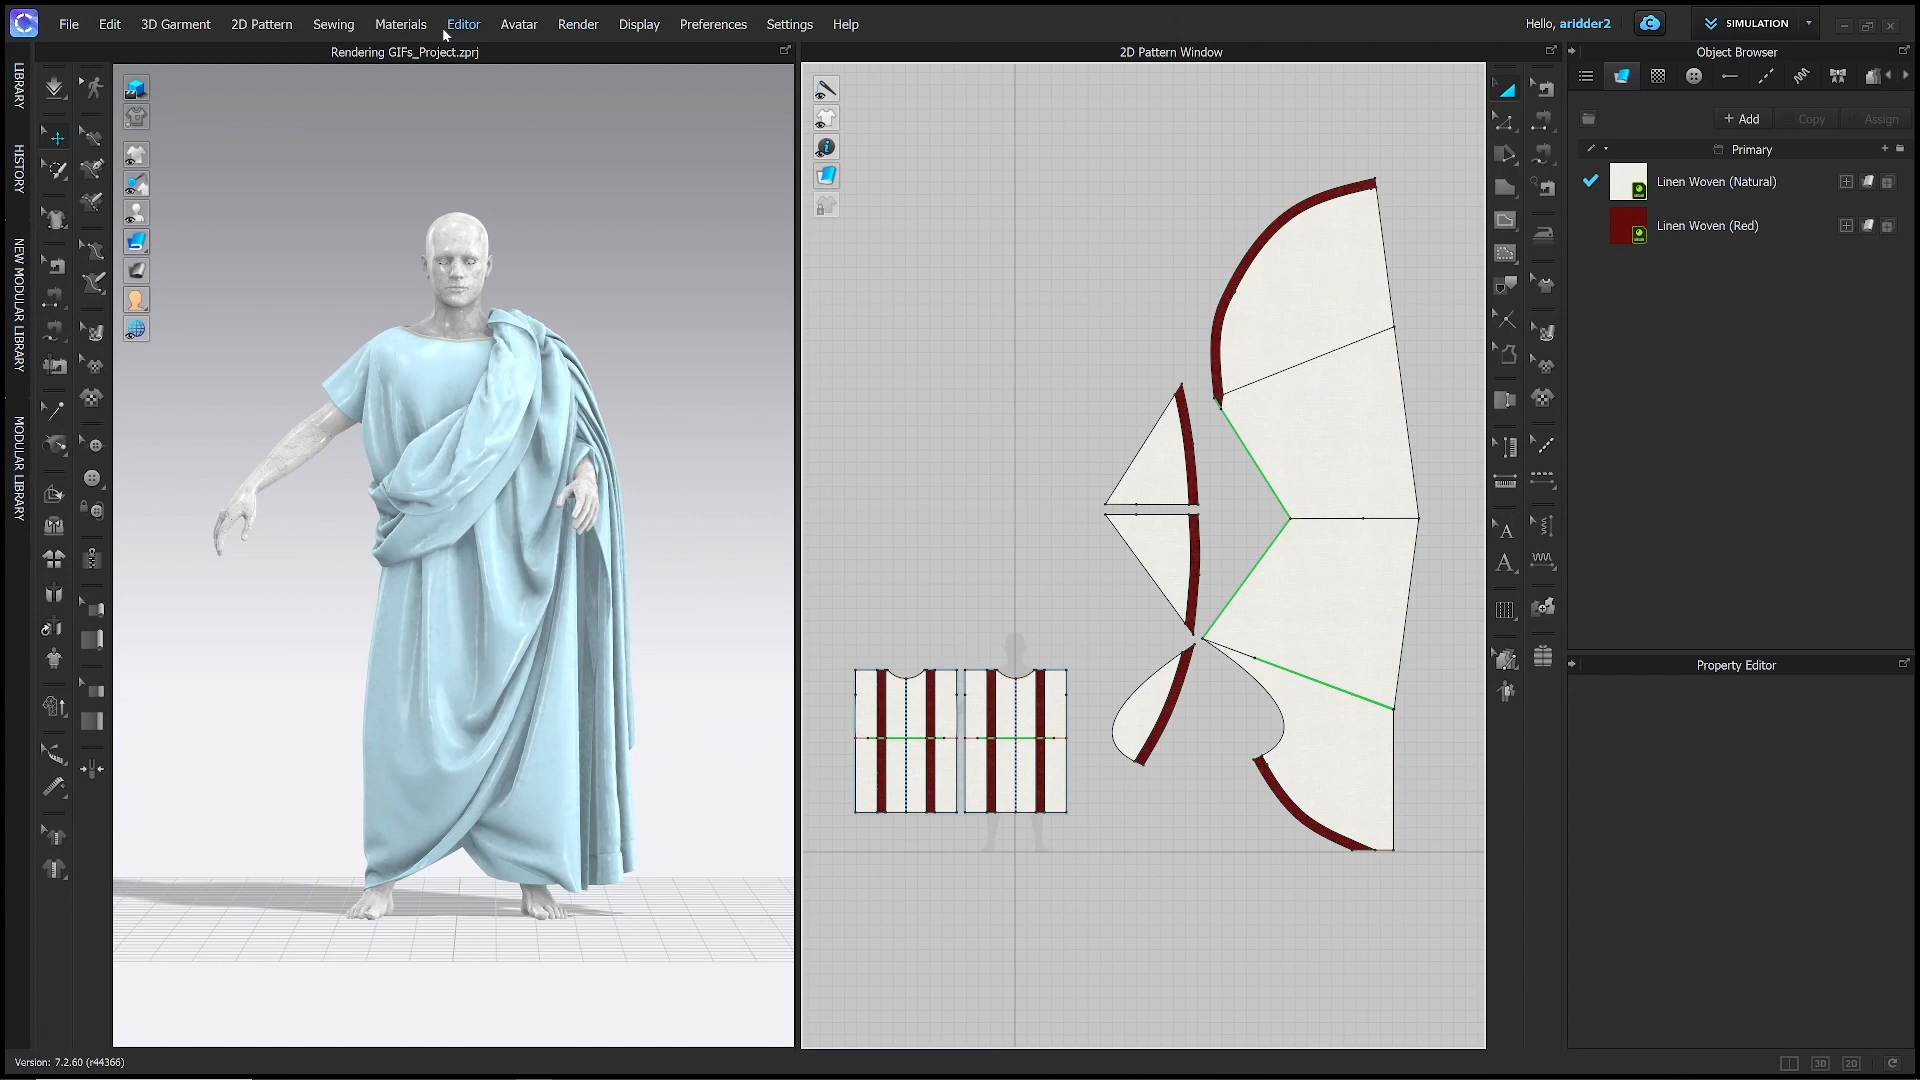 File Edit 3D Garment 2D Pattern Sewing Materials Editor Avatar Render Display Preferences Settings Help
Hello, aridder2
SIMULATION
Rendering GIFs_Project.zprj
2D Pattern Window
Object Browser
LIBRARY
HISTORY
NEW MODULAR LIBRARY
MODULAR LIBRARY
+ Add Copy Assign
Primary
Linen Woven (Natural)
Linen Woven (Red)
Property Editor
A
A
Version: 7.2.60 (r44366)
3D 2D